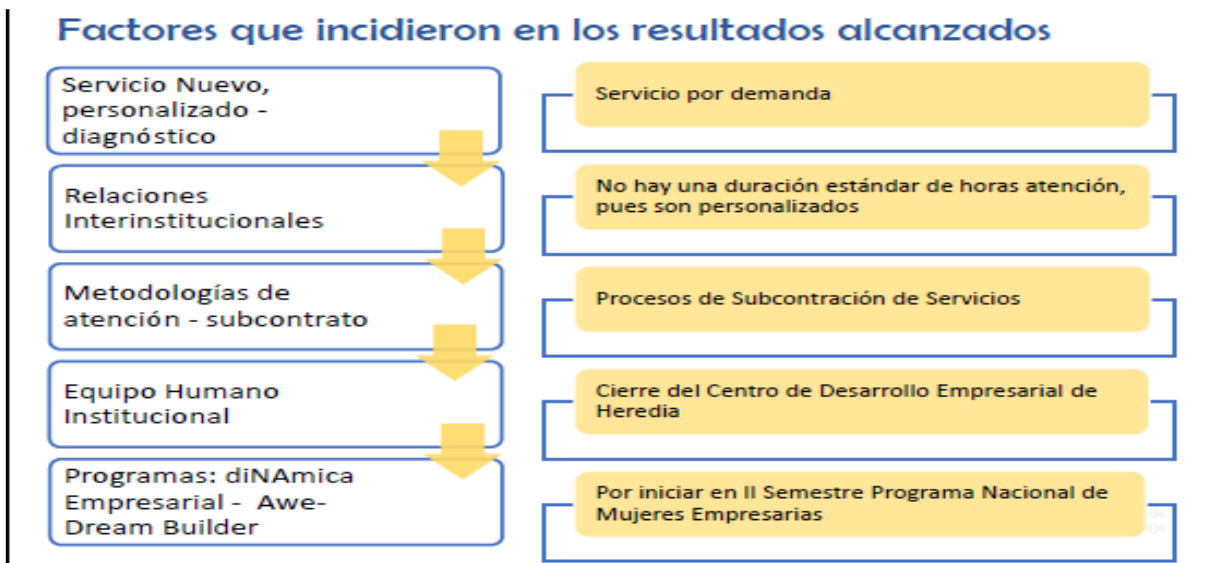 Factores que incidieron en los resultados alcanzados
Servicio Nuevo,
personalizado -
diagnóstico
Relaciones
Interinstitucionales
Metodologías de
atención - subcontrato
Equipo Humano
Institucional
Programas: diNAmica
Empresarial - Awe-
Dream Builder
Servicio por demanda
No hay una duración estándar de horas atención,
pues son personalizados
Procesos de Subcontración de Servicios
Cierre del Centro de Desarrollo Empresarial de
Heredia
Por iniciar en II Semestre Programa Nacional de
Mujeres Empresarias